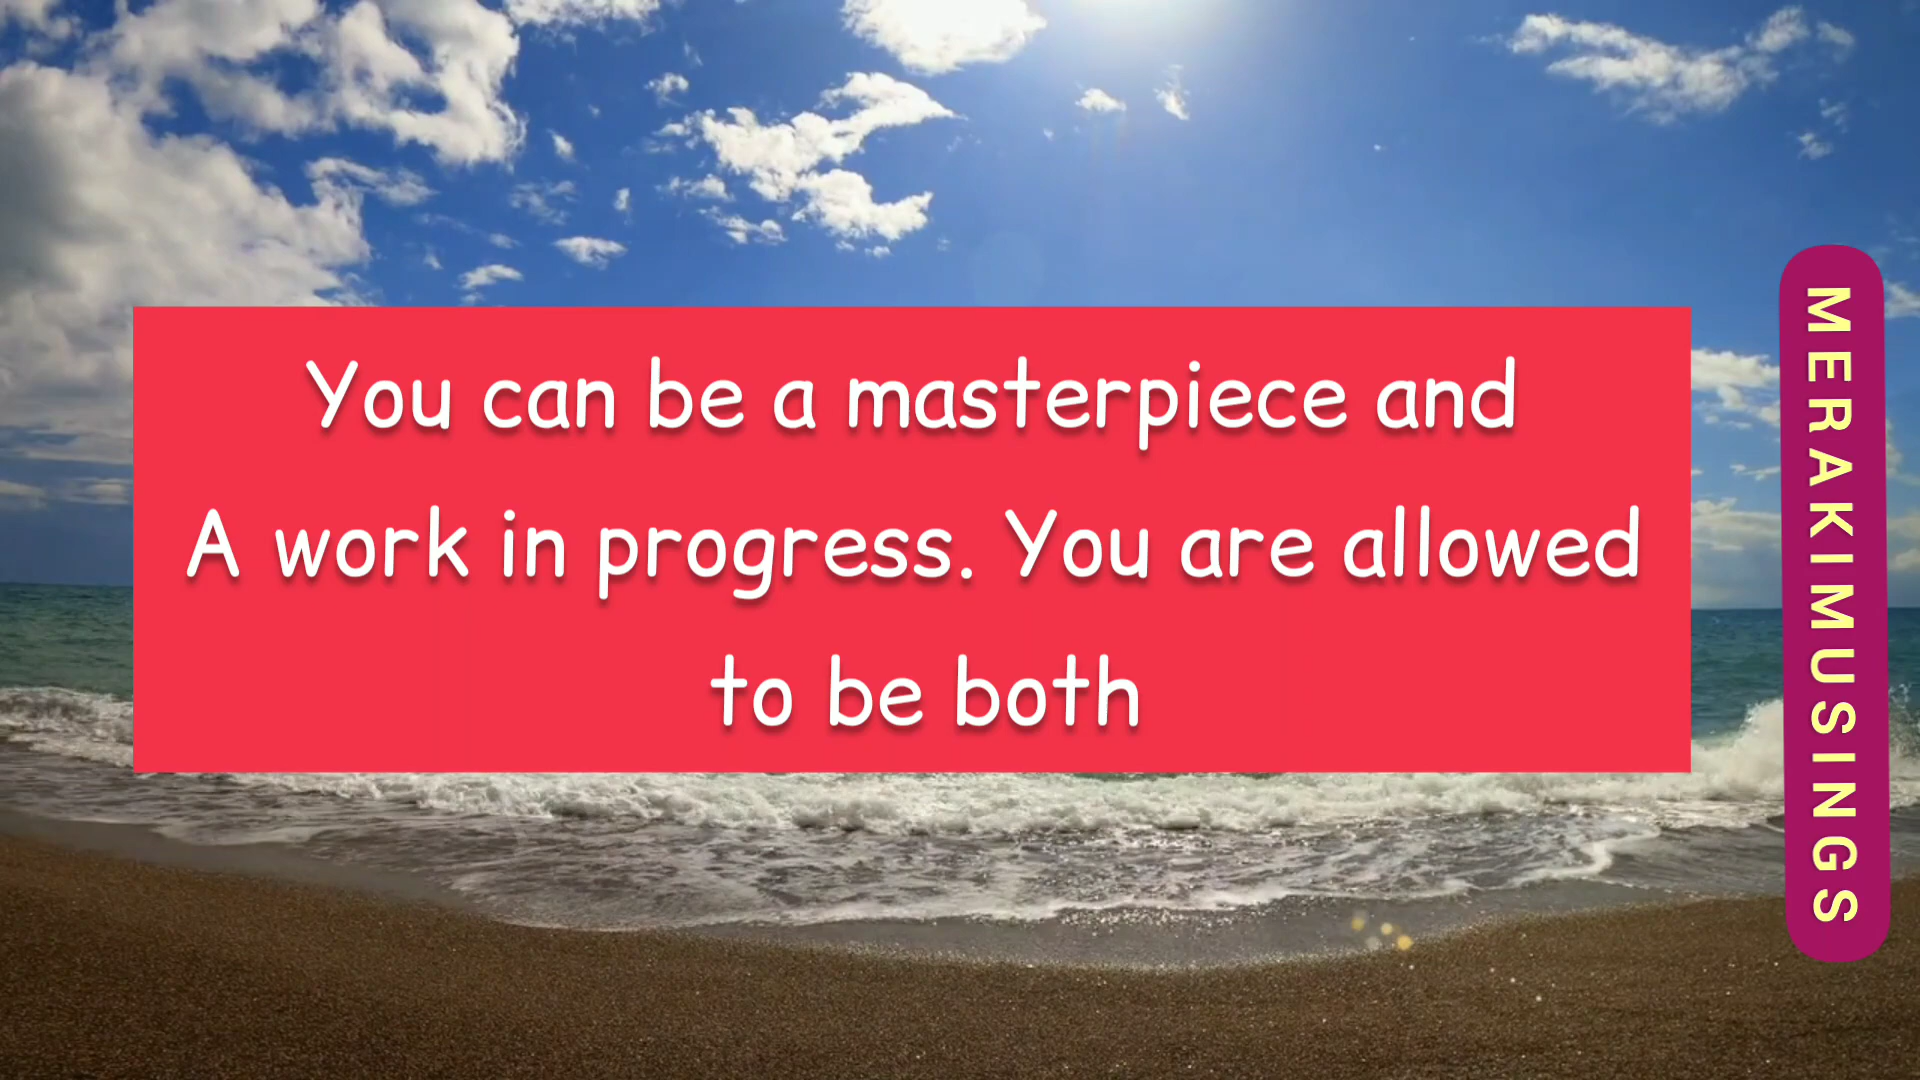 You can be a masterpiece and
A work in progress. You are allowed
to be both
MERAKIMUSINGS